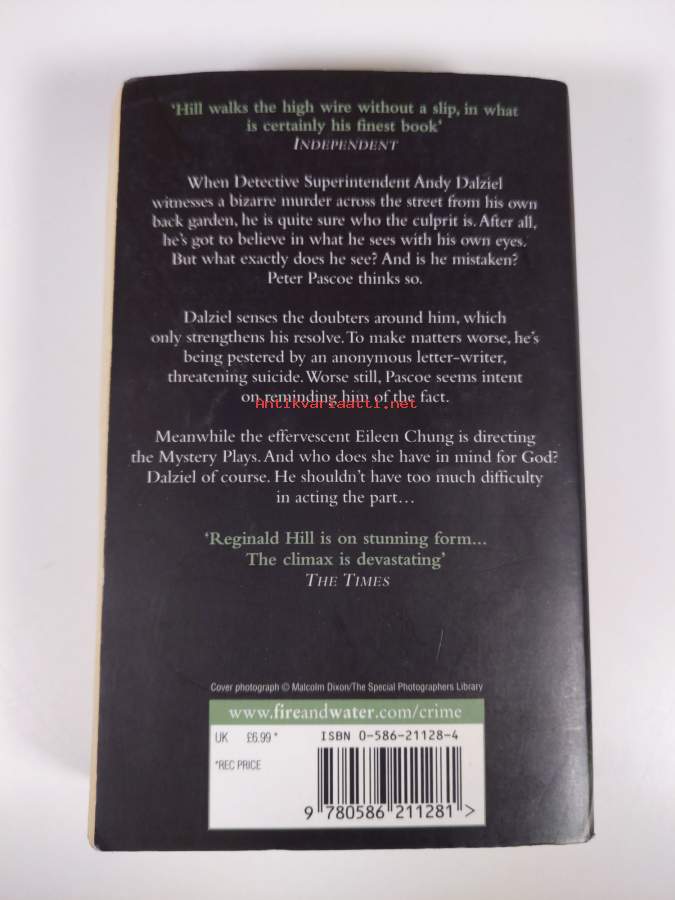 ‘Hill walks the high wire without a slip, in what
is certainly his finest book‘
INDEPENDENT
When Detective Superintendent Andy Dalziel
witnesses a bizarre murder across the street from his own
back garden, he is quite sure who the culprit is. After all,
he's got to believe in what he sees with his own eyes.
But what exactly does he see? And is he mistaken?
Peter Pascoe thinks so.
Dalziel senses the doubters around him, which
only strengthens his resolve. To make matters worse, he's
being pestered by an anonymous letter-writer,
threatening suicide. Worse still, Pascoe seems intent
on reminding him of the fact.
Antikvariaatti.net
Meanwhile the effervescent Eileen Chung is directing
the Mystery Plays. And who does she have in mind for God?
Dalziel of course. He shouldn't have too much difficulty
in acting the part…
‘Reginald Hill is on stunning form...
The climax is devastating’
THE TIMES
Cover photograph © Malcolm Dixon/The Special Photographers Library
www.fireandwater.com/crime
UK £6.99 *
ISBN 0-586-21128-4
*REC PRICE
9 780586 211281 >